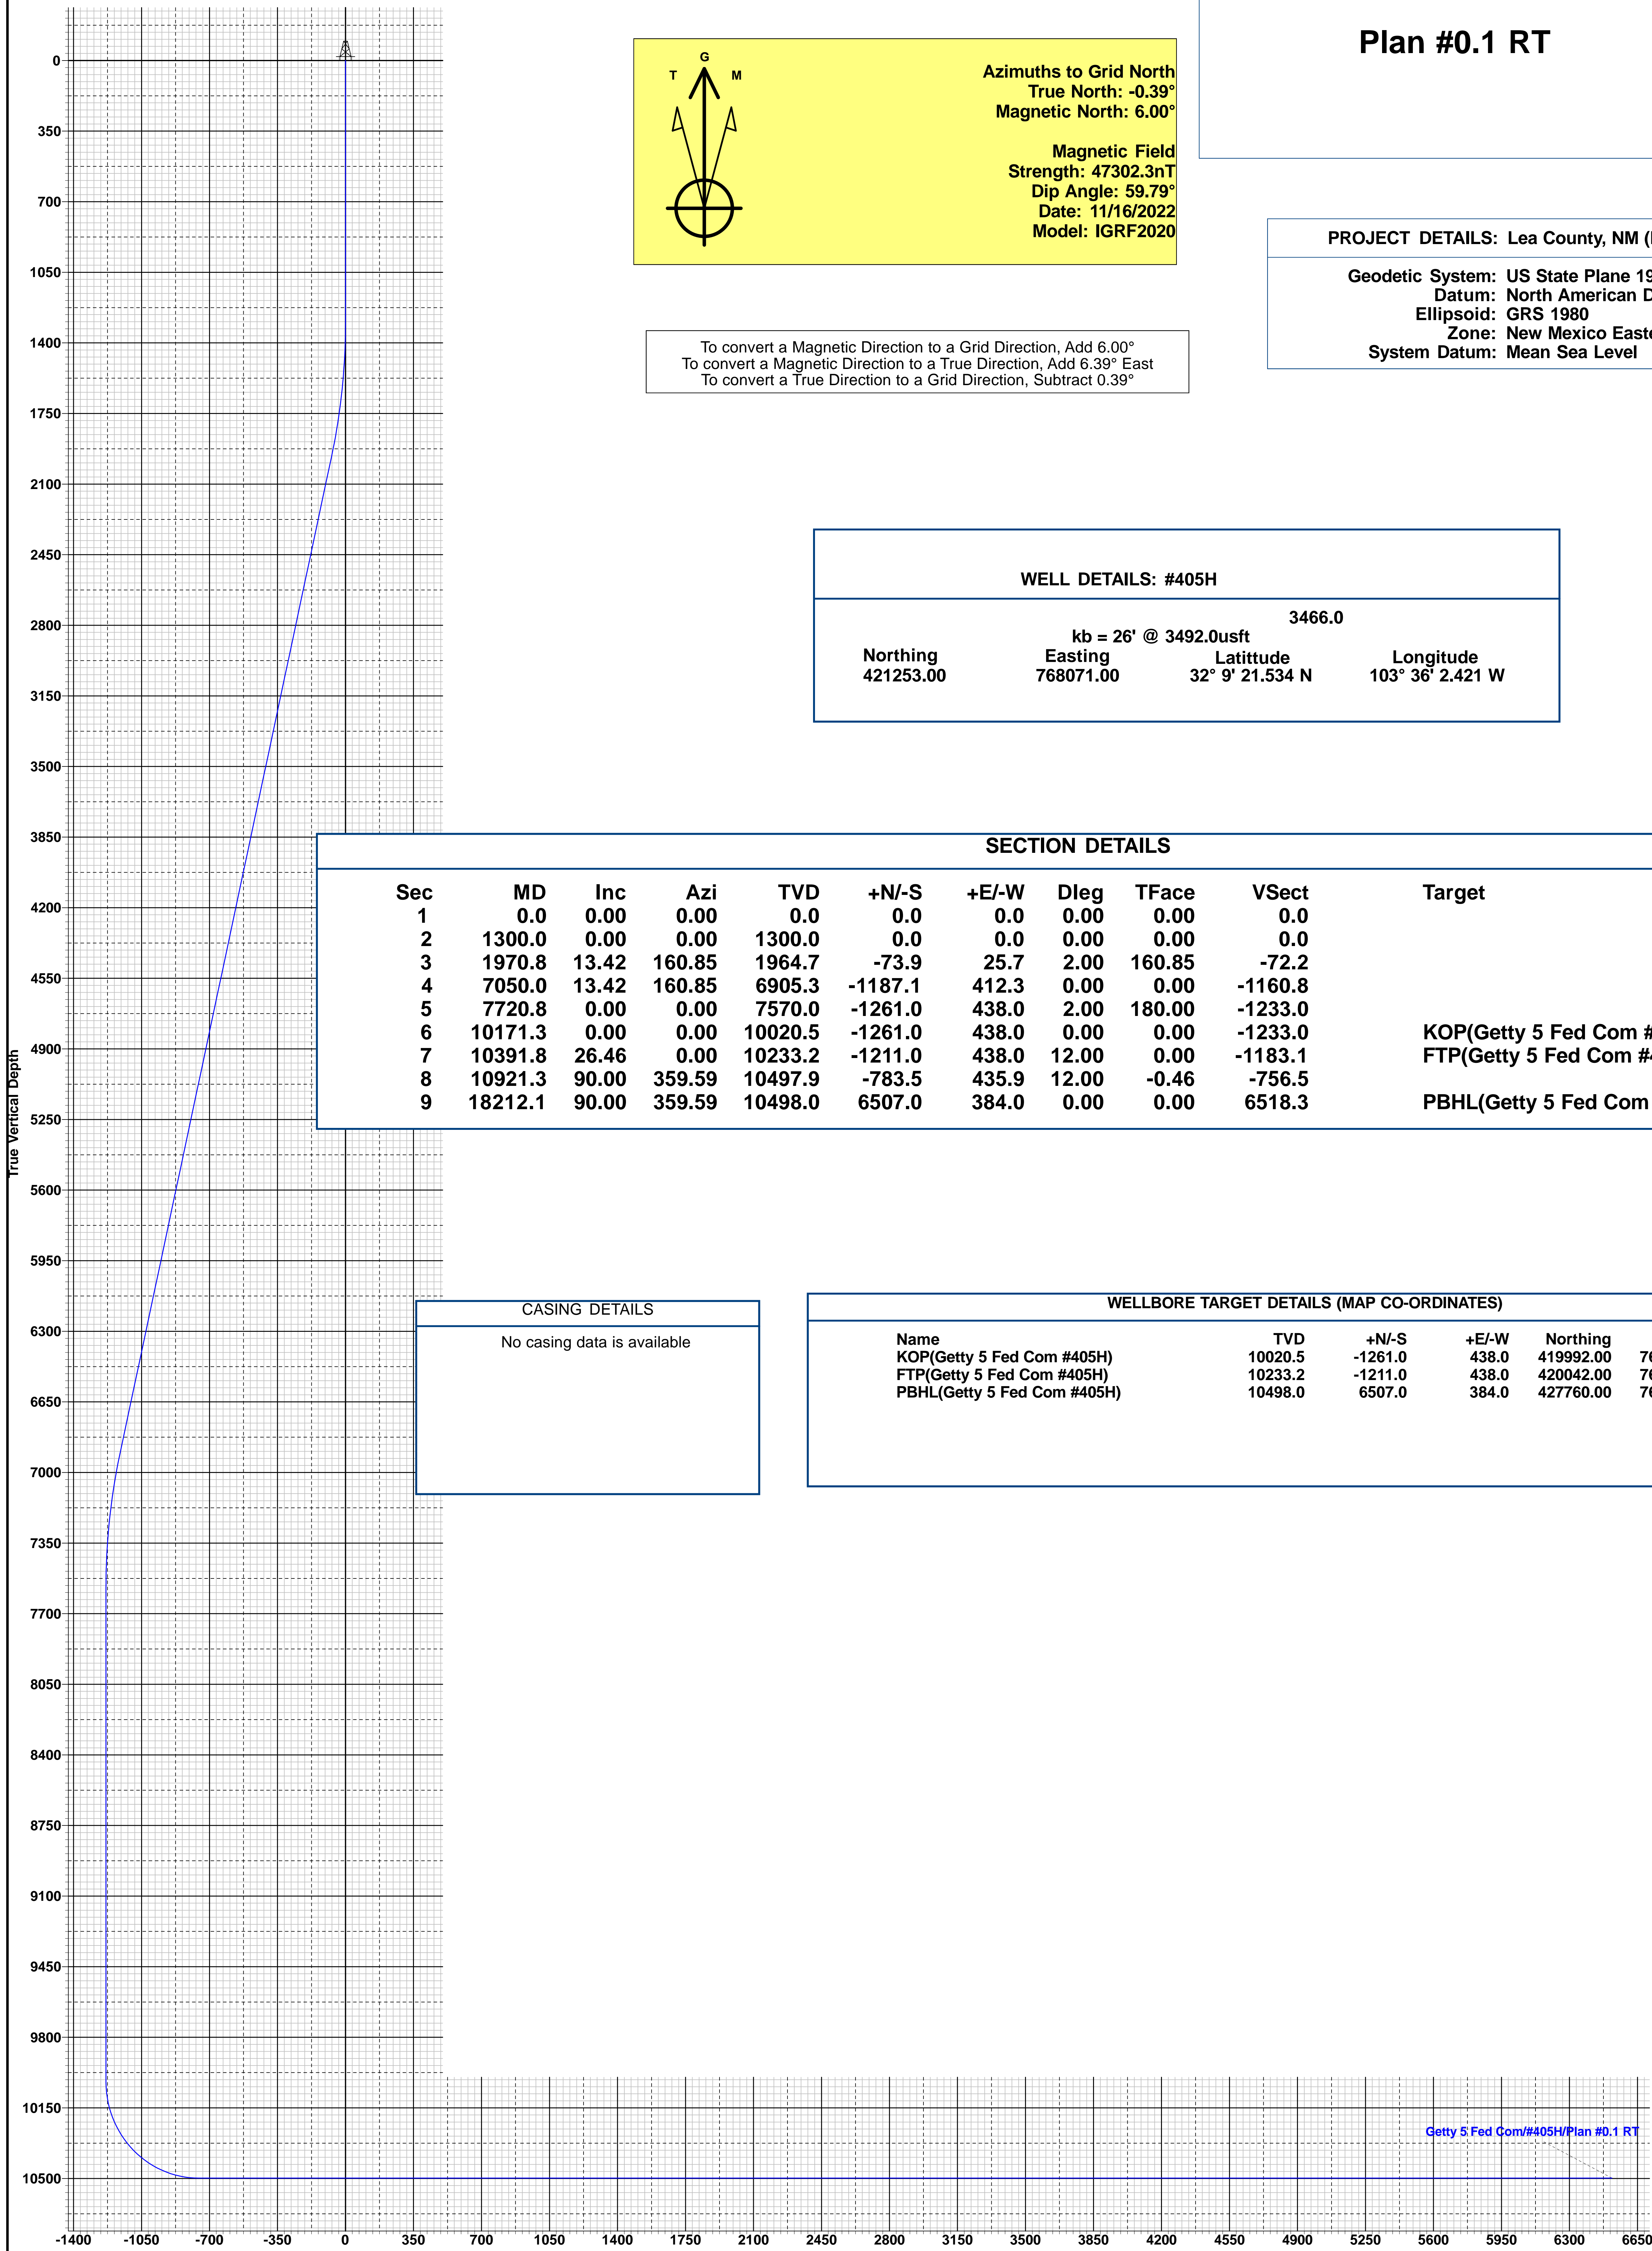 Plan #0.1 RT
G
T M
Azimuths to Grid North
True North: -0.39°
Magnetic North: 6.00°
Magnetic Field
Strength: 47302.3nT
Dip Angle: 59.79°
Date: 11/16/2022
Model: IGRF2020
PROJECT DETAILS: Lea County, NM
Geodetic System: US State Plane
Datum: North American
Ellipsoid: GRS 1980
Zone: New Mexico
System Datum: Mean Sea Level
To convert a Magnetic Direction to a Grid Direction, Add 6.00°
To convert a Magnetic Direction to a True Direction, Add 6.39° East
To convert a True Direction to a Grid Direction, Subtract 0.39°
WELL DETAILS: #405H
3466.0
kb = 26' @ 3492.0usft
Northing Easting Latittude Longitude
421253.00 768071.00 32° 9' 21.534 N 103° 36' 2.421 W
SECTION DETAILS
Sec MD Inc Azi TVD +N/-S +E/-W Dleg TFace VSect Target
1 0.0 0.00 0.00 0.0 0.0 0.0 0.00 0.00 0.0
2 1300.0 0.00 0.00 1300.0 0.0 0.0 0.00 0.00 0.0
3 1970.8 13.42 160.85 1964.7 -73.9 25.7 2.00 160.85 -72.2
4 7050.0 13.42 160.85 6905.3 -1187.1 412.3 0.00 0.00 -1160.8
5 7720.8 0.00 0.00 7570.0 -1261.0 438.0 2.00 180.00 -1233.0
6 10171.3 0.00 0.00 10020.5 -1261.0 438.0 0.00 0.00 -1233.0 KOP(Getty 5 Fed Com
7 10391.8 26.46 0.00 10233.2 -1211.0 438.0 12.00 0.00 -1183.1 FTP(Getty 5 Fed Com
8 10921.3 90.00 359.59 10497.9 -783.5 435.9 12.00 -0.46 -756.5
9 18212.1 90.00 359.59 10498.0 6507.0 384.0 0.00 0.00 6518.3 PBHL(Getty 5 Fed Com
CASING DETAILS
No casing data is available
WELLBORE TARGET DETAILS (MAP CO-ORDINATES)
Name TVD +N/-S +E/-W Northing
KOP(Getty 5 Fed Com #405H) 10020.5 -1261.0 438.0 419992.00
FTP(Getty 5 Fed Com #405H) 10233.2 -1211.0 438.0 420042.00
PBHL(Getty 5 Fed Com #405H) 10498.0 6507.0 384.0 427760.00
True Vertical Depth
0
350
700
1050
1400
1750
2100
2450
2800
3150
3500
3850
4200
4550
4900
5250
5600
5950
6300
6650
7000
7350
7700
8050
8400
8750
9100
9450
9800
10150
10500
Getty 5 Fed Com/#405H/Plan #0.1 RT
-1400 -1050 -700 -350 0 350 700 1050 1400 1750 2100 2450 2800 3150 3500 3850 4200 4550 4900 5250 5600 5950 6300 6650